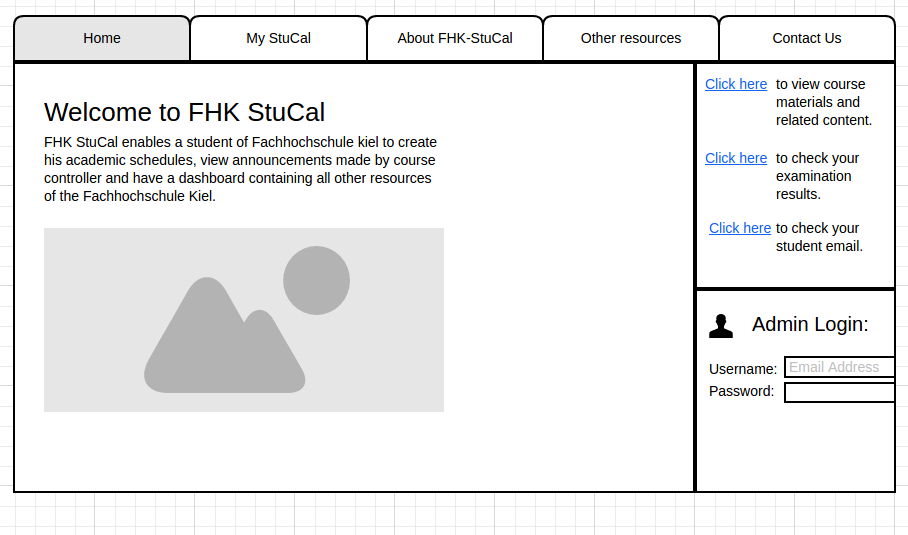 Home
My StuCal
About FHK-StuCal
Other resources
Contact Us
Welcome to FHK StuCal
FHK StuCal enables a student of Fachhochschule kiel to create
his academic schedules, view announcements made by course
controller and have a dashboard containing all other resources
of the Fachhochschule Kiel.
Click here to view course
materials and
related content.
Click here to check your
examination
results.
Click here to check your
student email.
Admin Login:
Username: Email Address
Password: